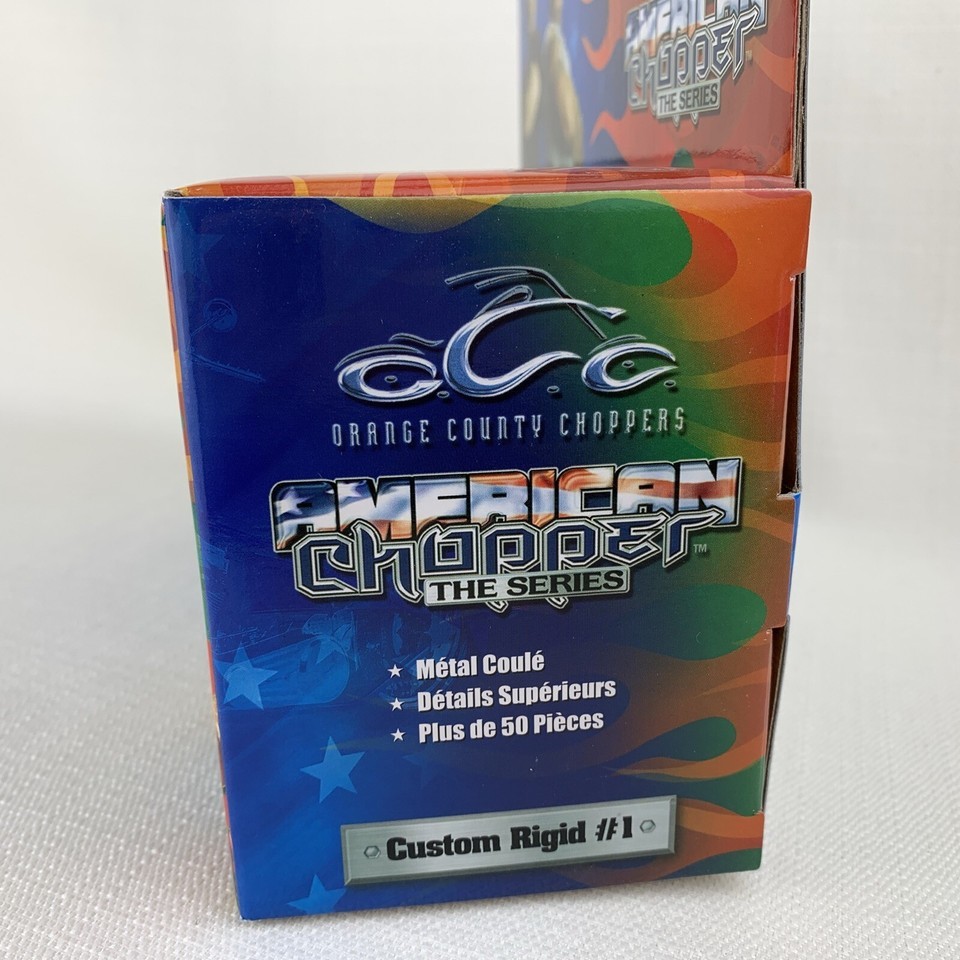 AMERICAN
CHOPPER
THE SERIES
O.C.C.
ORANGE COUNTY CHOPPERS
AMERICAN
CHOPPER™
THE SERIES
★ Métal Coulé
★ Détails Supérieurs
★ Plus de 50 Pièces
Custom Rigid #1